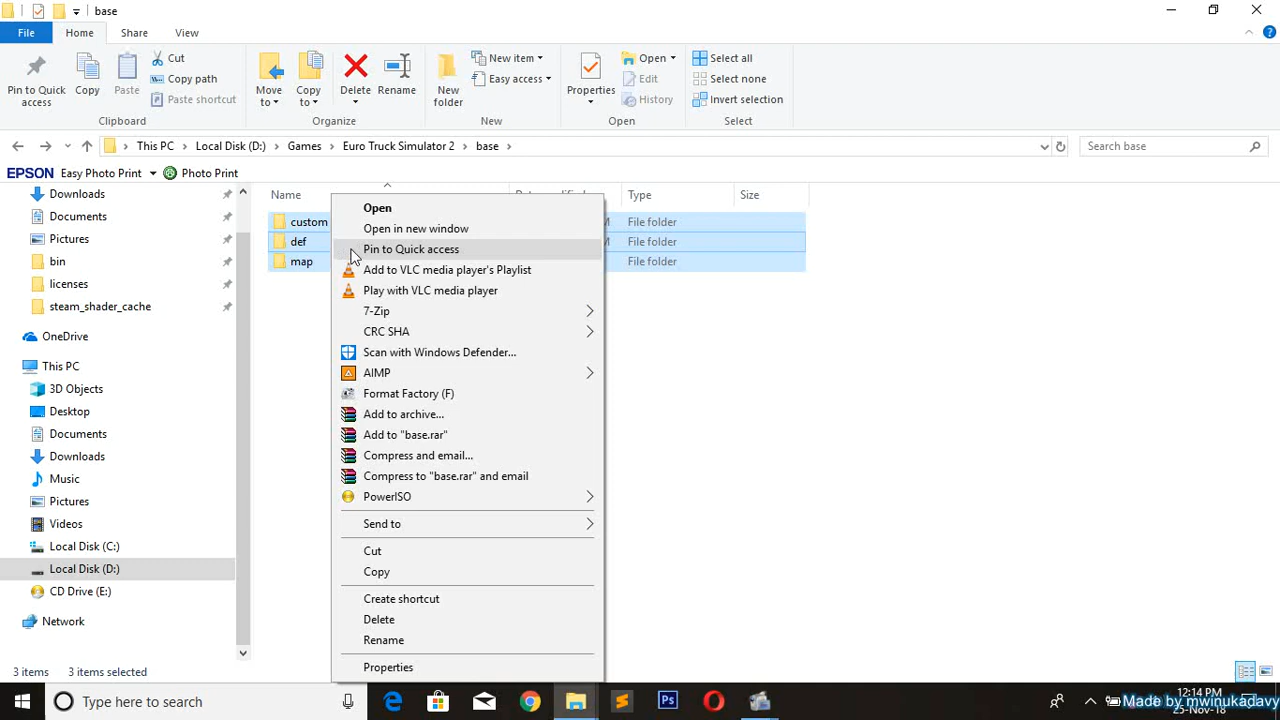 base
File
Home
Share
View
Pin to Quick access
Copy
Paste
Cut
Copy path
Paste shortcut
Clipboard
Move to
Copy to
Delete
Rename
Organize
New folder
New item
Easy access
New
Properties
Open
Edit
History
Open
Select all
Select none
Invert selection
Select
This PC
Local Disk (D:)
Games
Euro Truck Simulator 2
base
Search base
EPSON Easy Photo Print
Photo Print
Downloads
Documents
Pictures
bin
licenses
steam_shader_cache
OneDrive
This PC
3D Objects
Desktop
Documents
Downloads
Music
Pictures
Videos
Local Disk (C:)
Local Disk (D:)
CD Drive (E:)
Network
Name
Type
Size
custom
File folder
def
File folder
map
File folder
Open
Open in new window
Pin to Quick access
Add to VLC media player's Playlist
Play with VLC media player
7-Zip
CRC SHA
Scan with Windows Defender...
AIMP
Format Factory (F)
Add to archive...
Add to "base.rar"
Compress and email...
Compress to "base.rar" and email
PowerISO
Send to
Cut
Copy
Create shortcut
Delete
Rename
Properties
3 items
3 items selected
Type here to search
Ps
12:14 PM
25-Nov-18
Made by mwinukadavy